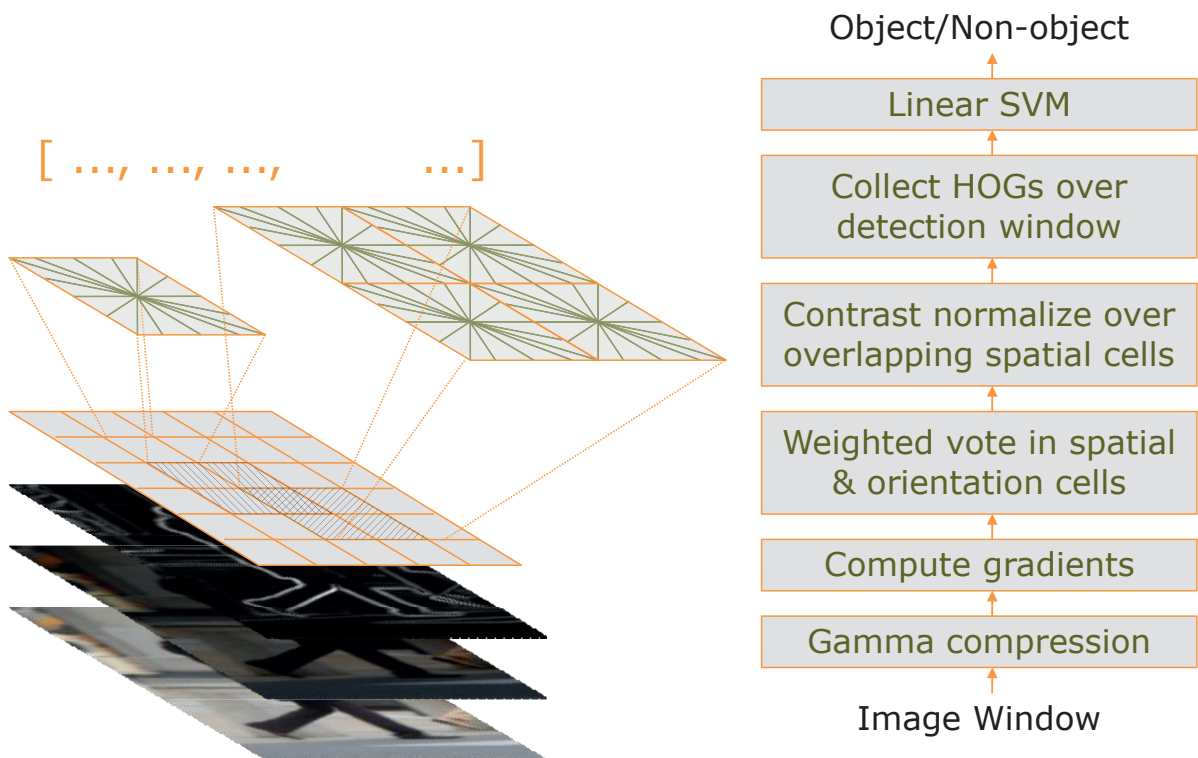 Object/Non-object
Linear SVM
[ ..., ..., ..., ...]
Collect HOGs over
detection window
Contrast normalize over
overlapping spatial cells
Weighted vote in spatial
& orientation cells
Compute gradients
Gamma compression
Image Window